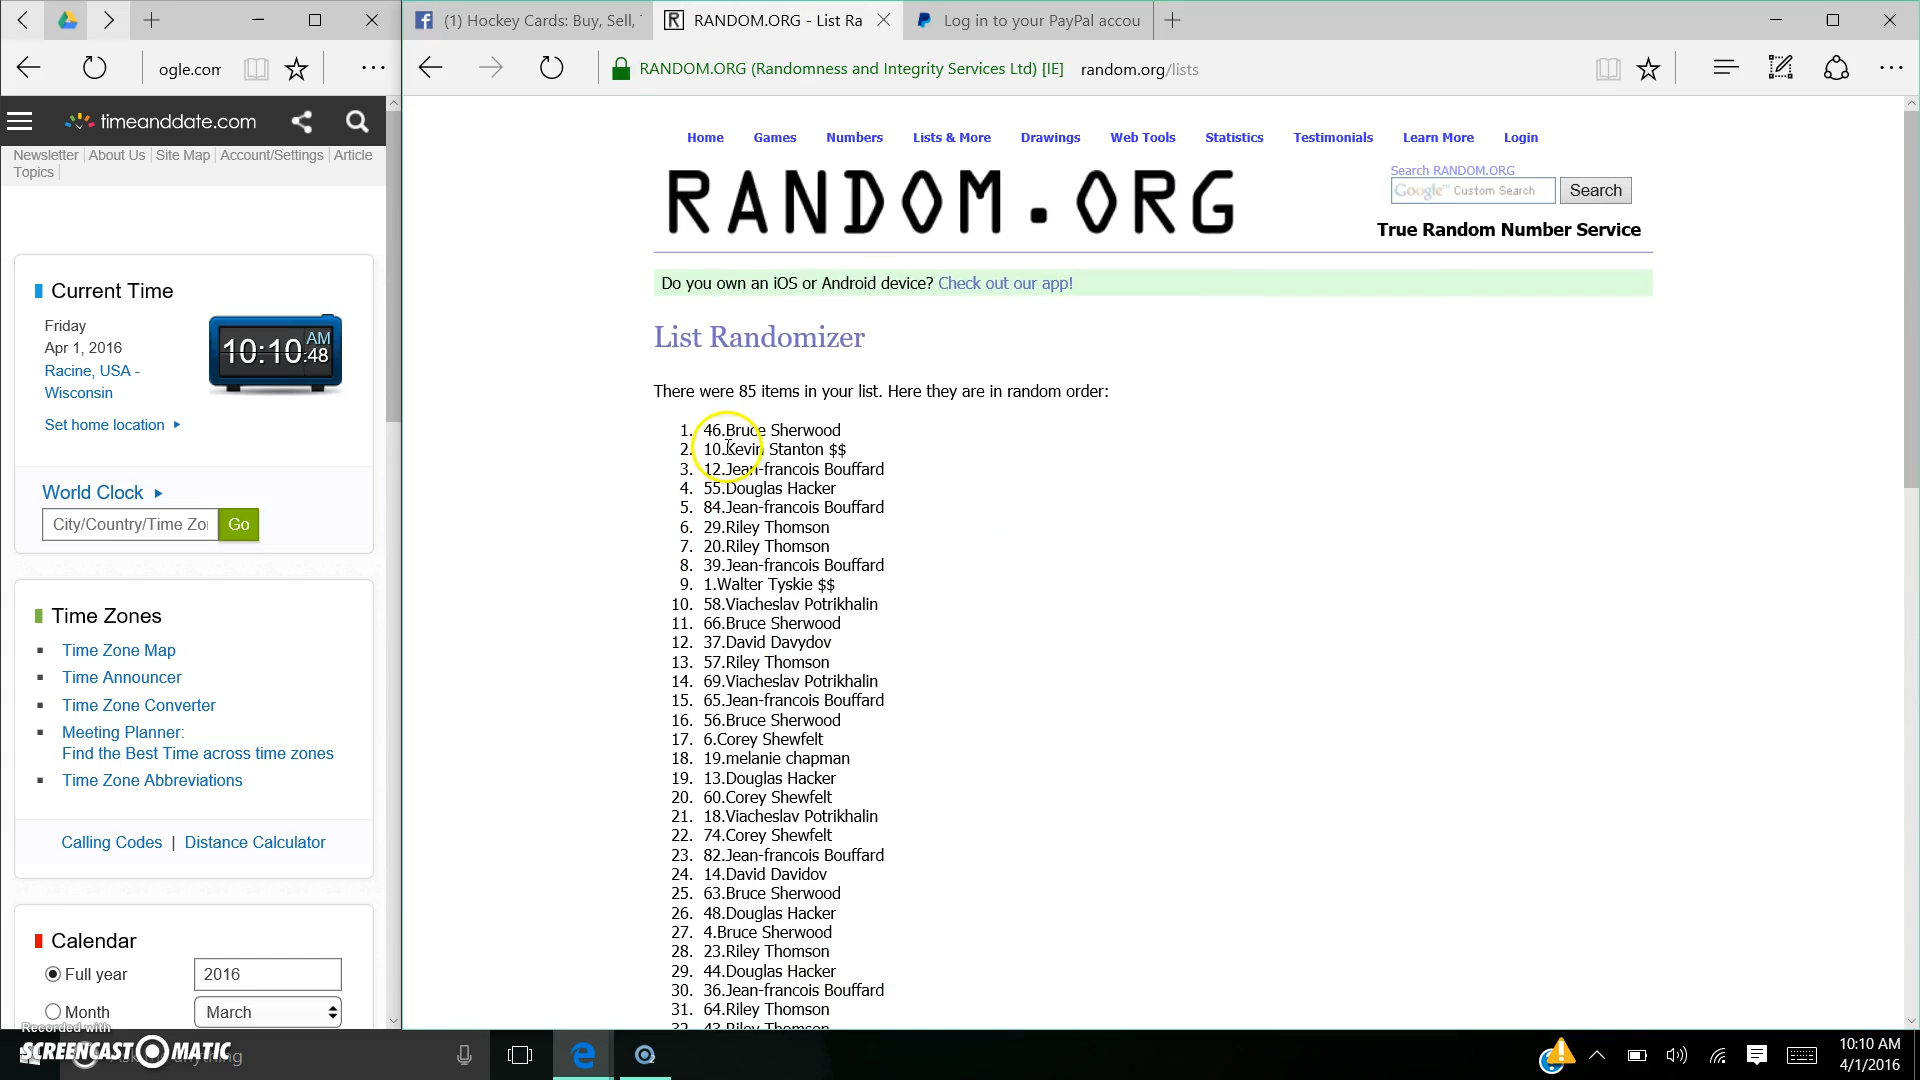 (1) Hockey Cards: Buy, Sell,
RANDOM.ORG - List Ra
Log in to your PayPal accou
ogle.com
RANDOM.ORG (Randomness and Integrity Services Ltd) [IE]
random.org/lists
timeanddate.com
Newsletter | About Us | Site Map | Account/Settings | Article
Topics |
Current Time
Friday
Apr 1, 2016
Racine, USA -
Wisconsin
10:10:48 AM
Set home location
World Clock
City/Country/Time Zo
Go
Time Zones
Time Zone Map
Time Announcer
Time Zone Converter
Meeting Planner:
Find the Best Time across time zones
Time Zone Abbreviations
Calling Codes | Distance Calculator
Calendar
Full year
2016
Month
March
Home Games Numbers Lists & More Drawings Web Tools Statistics Testimonials Learn More Login
RANDOM.ORG
Search RANDOM.ORG
Google™ Custom Search
Search
True Random Number Service
Do you own an iOS or Android device? Check out our app!
List Randomizer
There were 85 items in your list. Here they are in random order:
1. 46.Bruce Sherwood
2. 10.Kevin Stanton $$
3. 12.Jean-francois Bouffard
4. 55.Douglas Hacker
5. 84.Jean-francois Bouffard
6. 29.Riley Thomson
7. 20.Riley Thomson
8. 39.Jean-francois Bouffard
9. 1.Walter Tyskie $$
10. 58.Viacheslav Potrikhalin
11. 66.Bruce Sherwood
12. 37.David Davydov
13. 57.Riley Thomson
14. 69.Viacheslav Potrikhalin
15. 65.Jean-francois Bouffard
16. 56.Bruce Sherwood
17. 6.Corey Shewfelt
18. 19.melanie chapman
19. 13.Douglas Hacker
20. 60.Corey Shewfelt
21. 18.Viacheslav Potrikhalin
22. 74.Corey Shewfelt
23. 82.Jean-francois Bouffard
24. 14.David Davidov
25. 63.Bruce Sherwood
26. 48.Douglas Hacker
27. 4.Bruce Sherwood
28. 23.Riley Thomson
29. 44.Douglas Hacker
30. 36.Jean-francois Bouffard
31. 64.Riley Thomson
32. 43.Riley Thomson
Recorded with
SCREENCAST-O-MATIC
anything
10:10 AM
4/1/2016